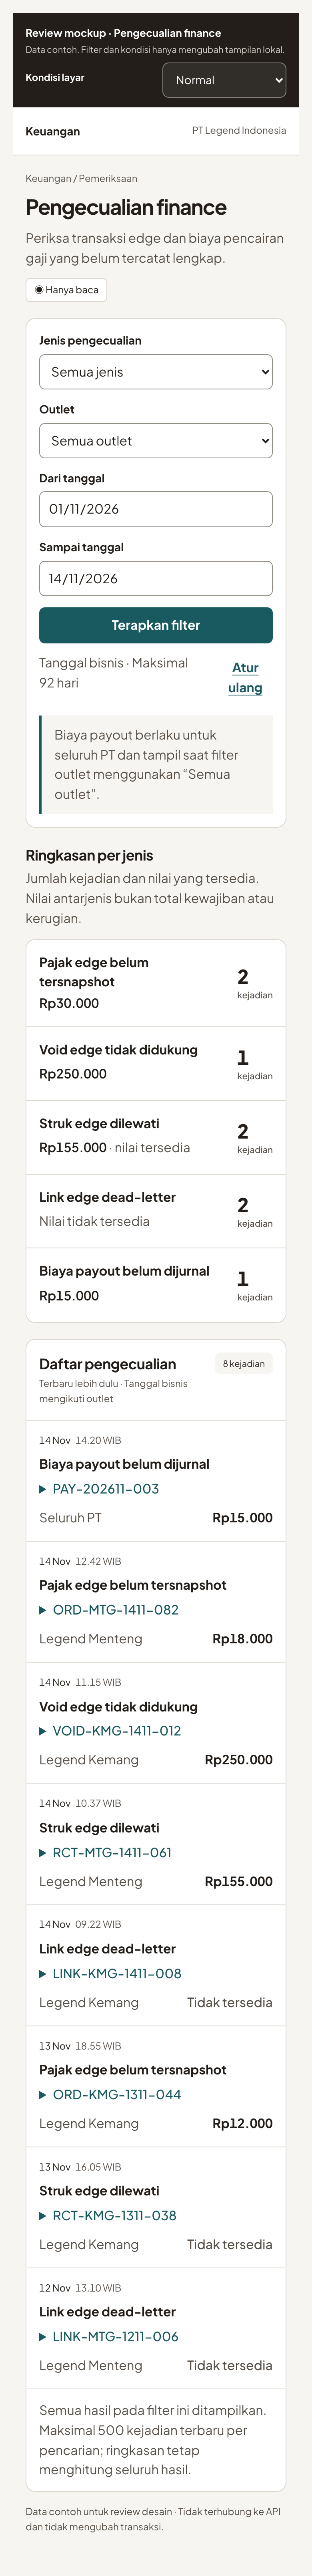 Review mockup · Pengecualian finance
Data contoh. Filter dan kondisi hanya mengubah tampilan lokal.
Kondisi layar
Normal
Keuangan
PT Legend Indonesia
Keuangan / Pemeriksaan
Pengecualian finance
Periksa transaksi edge dan biaya pencairan
gaji yang belum tercatat lengkap.
Hanya baca
Jenis pengecualian
Semua jenis
Outlet
Semua outlet
Dari tanggal
01/11/2026
Sampai tanggal
14/11/2026
Terapkan filter
Tanggal bisnis · Maksimal
92 hari
Atur
ulang
Biaya payout berlaku untuk
seluruh PT dan tampil saat filter
outlet menggunakan “Semua
outlet”.
Ringkasan per jenis
Jumlah kejadian dan nilai yang tersedia.
Nilai antarjenis bukan total kewajiban atau
kerugian.
Pajak edge belum
tersnapshot
Rp30.000
2
kejadian
Void edge tidak didukung
Rp250.000
1
kejadian
Struk edge dilewati
Rp155.000 · nilai tersedia
2
kejadian
Link edge dead-letter
Nilai tidak tersedia
2
kejadian
Biaya payout belum dijurnal
Rp15.000
1
kejadian
Daftar pengecualian
8 kejadian
Terbaru lebih dulu · Tanggal bisnis
mengikuti outlet
14 Nov 14.20 WIB
Biaya payout belum dijurnal
▶ PAY-202611-003
Seluruh PT Rp15.000
14 Nov 12.42 WIB
Pajak edge belum tersnapshot
▶ ORD-MTG-1411-082
Legend Menteng Rp18.000
14 Nov 11.15 WIB
Void edge tidak didukung
▶ VOID-KMG-1411-012
Legend Kemang Rp250.000
14 Nov 10.37 WIB
Struk edge dilewati
▶ RCT-MTG-1411-061
Legend Menteng Rp155.000
14 Nov 09.22 WIB
Link edge dead-letter
▶ LINK-KMG-1411-008
Legend Kemang Tidak tersedia
13 Nov 18.55 WIB
Pajak edge belum tersnapshot
▶ ORD-KMG-1311-044
Legend Kemang Rp12.000
13 Nov 16.05 WIB
Struk edge dilewati
▶ RCT-KMG-1311-038
Legend Kemang Tidak tersedia
12 Nov 13.10 WIB
Link edge dead-letter
▶ LINK-MTG-1211-006
Legend Menteng Tidak tersedia
Semua hasil pada filter ini ditampilkan.
Maksimal 500 kejadian terbaru per
pencarian; ringkasan tetap
menghitung seluruh hasil.
Data contoh untuk review desain · Tidak terhubung ke API
dan tidak mengubah transaksi.